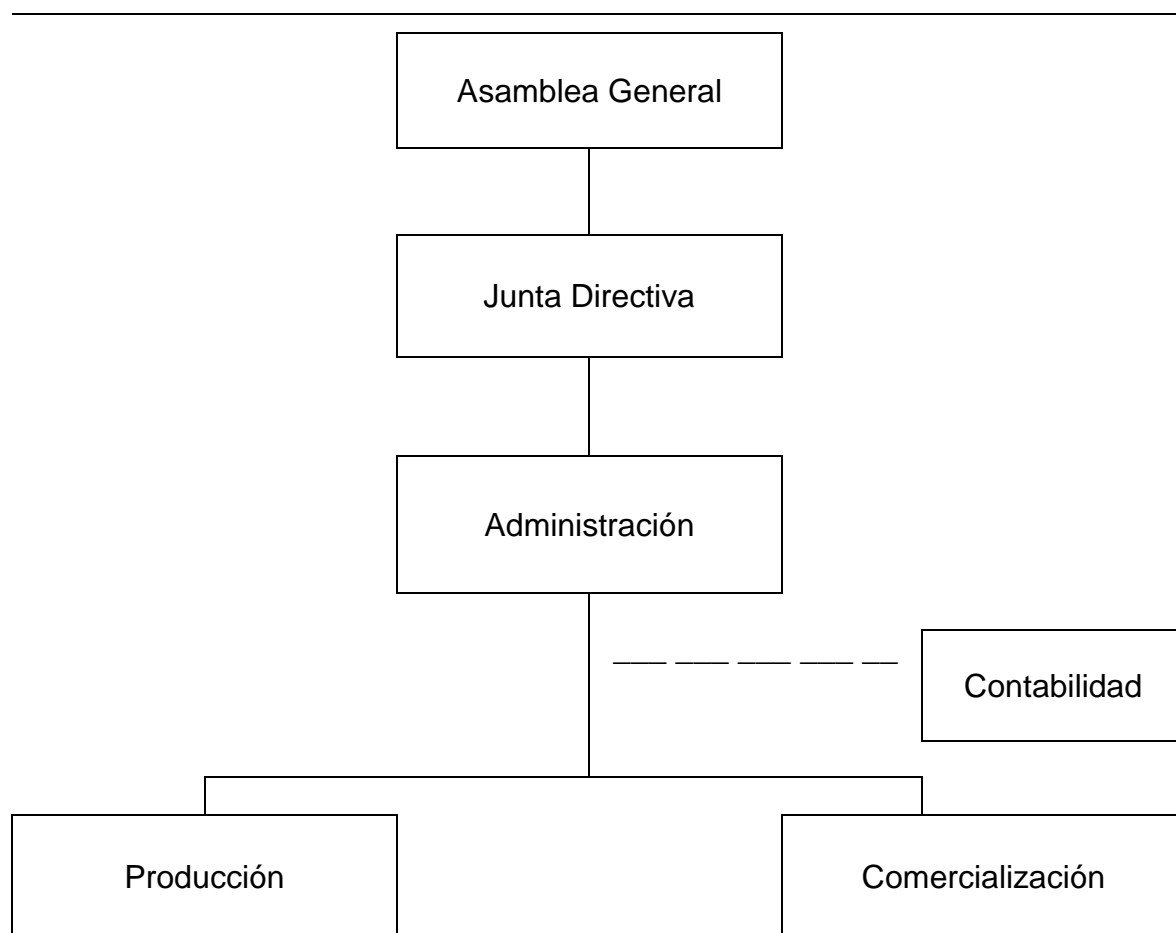 Asamblea General
Junta Directiva
Administración
Contabilidad
Producción
Comercialización